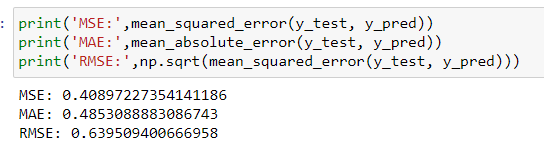 :
print('MSE:',mean_squared_error(y_test, y_pred))
print('MAE:',mean_absolute_error(y_test, y_pred))
print('RMSE:',np.sqrt(mean_squared_error(y_test, y_pred)))
MSE: 0.40897227354141186
MAE: 0.4853088883086743
RMSE: 0.639509400666958